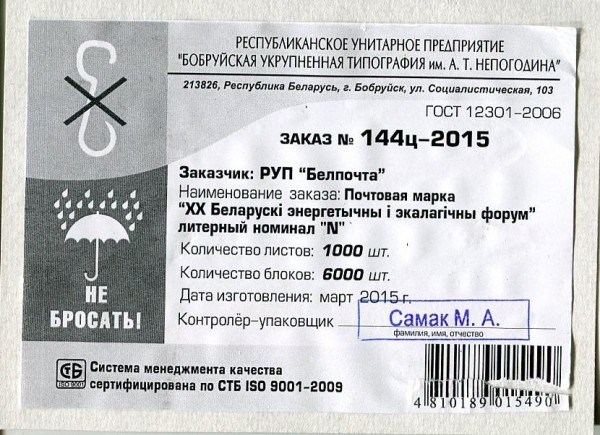 РЕСПУБЛИКАНСКОЕ УНИТАРНОЕ ПРЕДПРИЯТИЕ
"БОБРУЙСКАЯ УКРУПНЕННАЯ ТИПОГРАФИЯ им. А. Т. НЕПОГОДИНА"
213826, Республика Беларусь, г. Бобруйск, ул. Социалистическая, 103
ГОСТ 12301-2006
ЗАКАЗ № 144ц-2015
Заказчик: РУП "Белпочта"
Наименование заказа: Почтовая марка
"XX Беларускі энергетычны і экалагічны форум"
литерный номинал "N"
Количество листов: 1000 шт.
Количество блоков: 6000 шт.
Дата изготовления: март 2015 г.
Контролёр-упаковщик Самак М. А.
фамилия, имя, отчество
НЕ
БРОСАТЬ!
СТБ
ISO 9001
Система менеджмента качества
сертифицирована по СТБ ISO 9001-2009
4 810189 015490